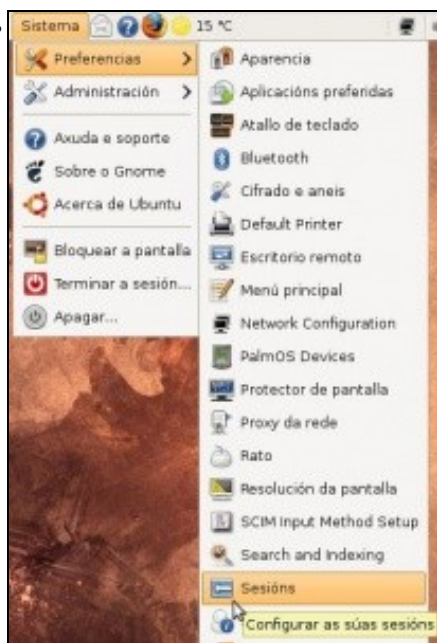 Sistema 15 °C
Preferencias
Administración
Axuda e soporte
Sobre o Gnome
Acerca de Ubuntu
Bloquear a pantalla
Terminar a sesión...
Apagar...
Aparencia
Aplicacións preferidas
Atallo de teclado
Bluetooth
Cifrado e aneis
Default Printer
Escritorio remoto
Menú principal
Network Configuration
PalmOS Devices
Protector de pantalla
Proxy da rede
Rato
Resolución da pantalla
SCIM Input Method Setup
Search and Indexing
Sesións
Configurar as súas sesións